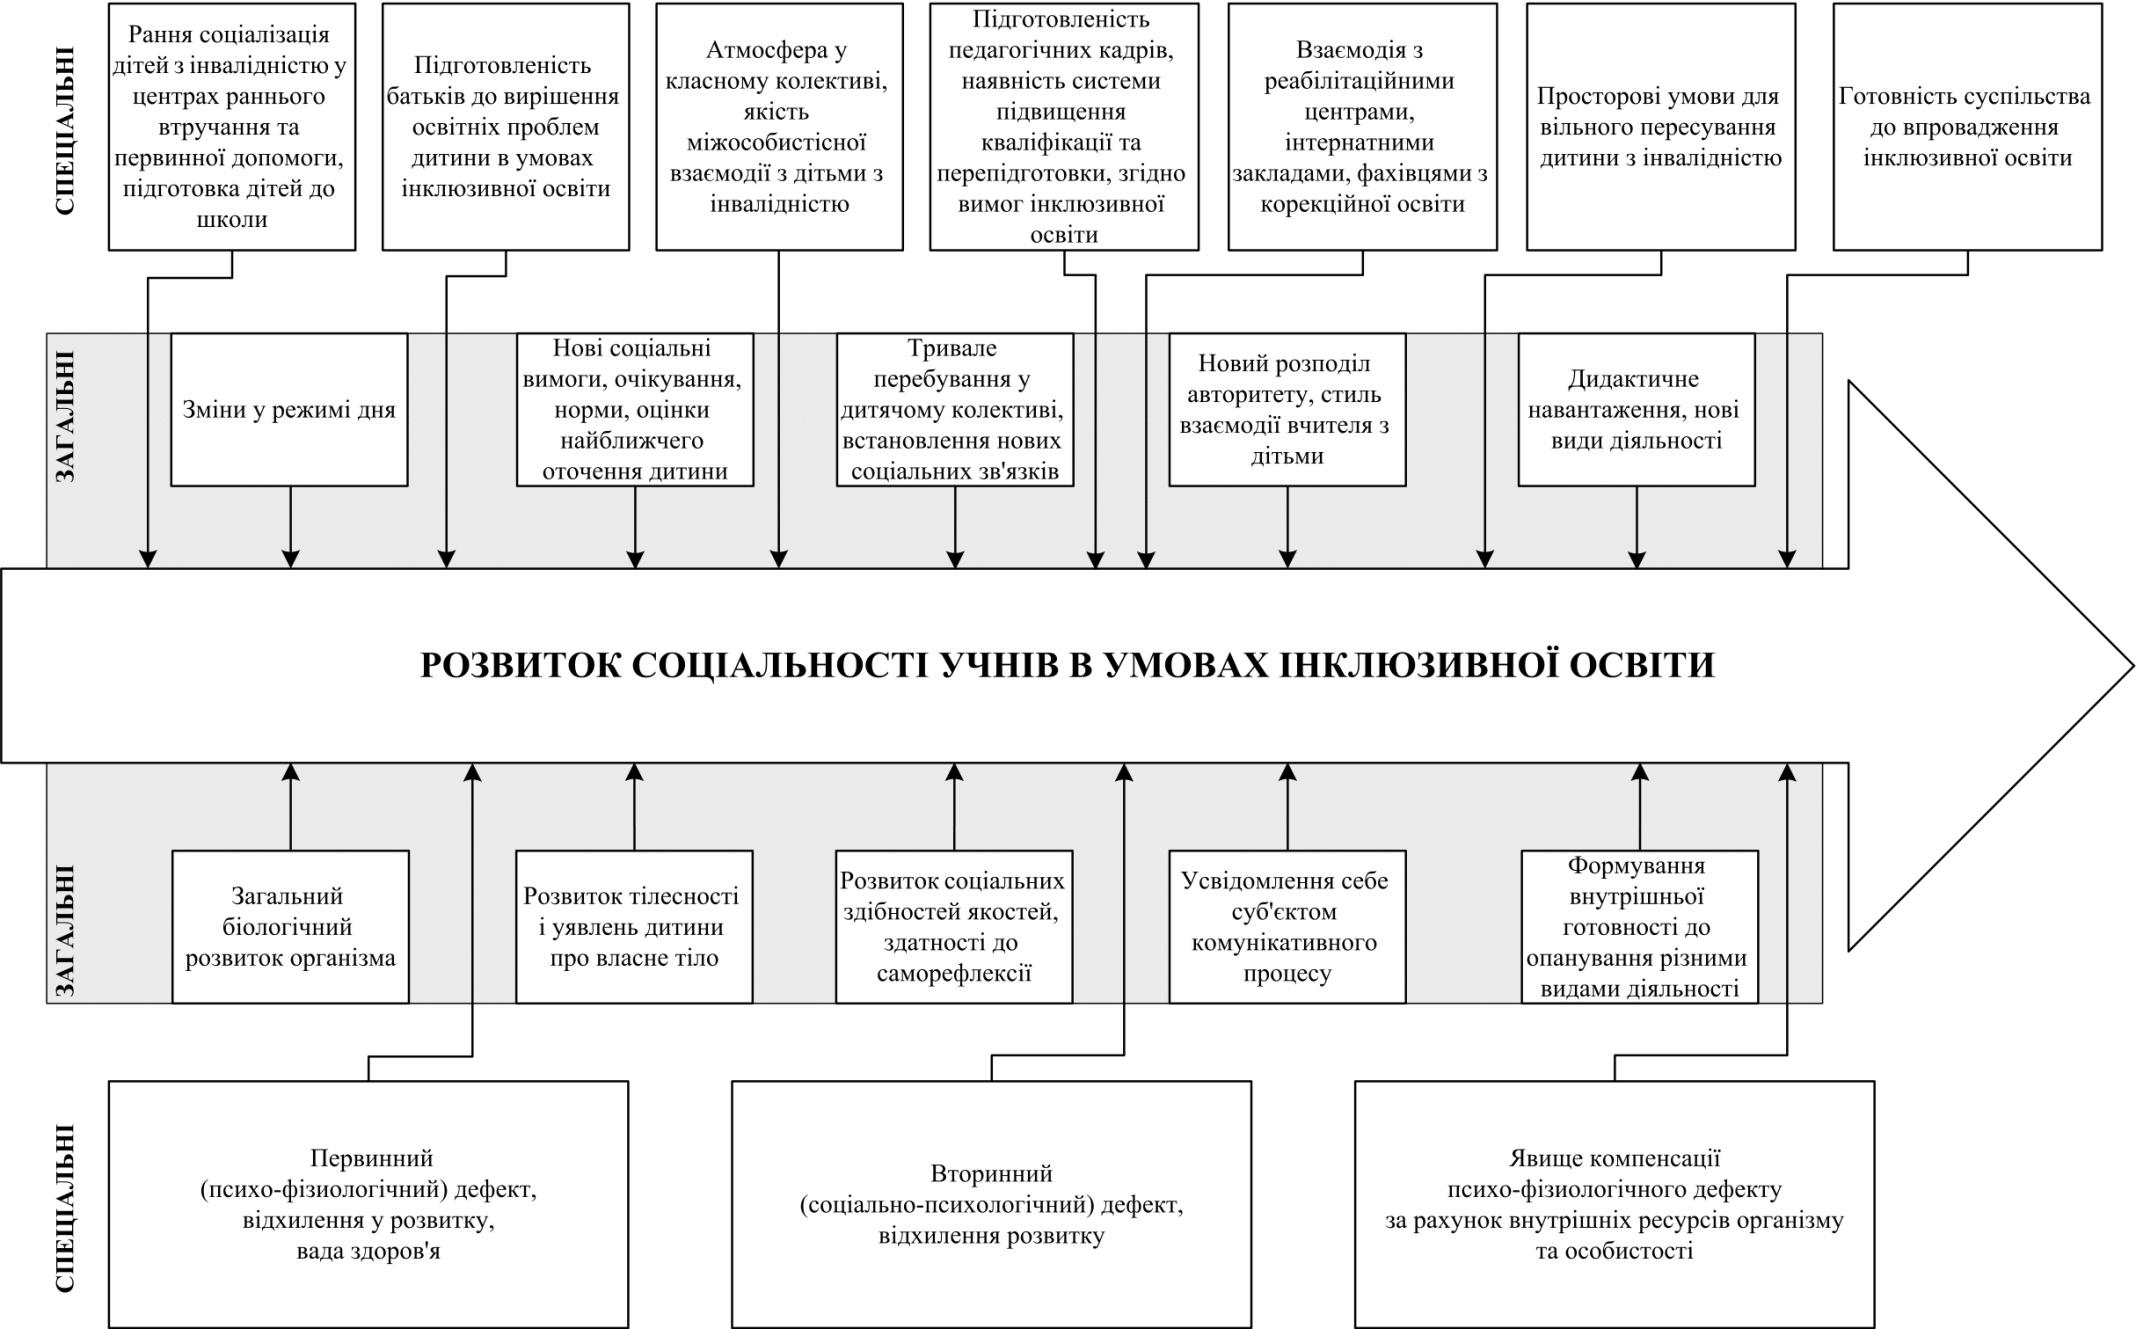 СПЕЦІАЛЬНІ
Рання соціалізація
дітей з інвалідністю у
центрах раннього
втручання та
первинної допомоги,
підготовка дітей до
школи
Підготовленість
батьків до вирішення
освітніх проблем
дитини в умовах
інклюзивної освіти
Атмосфера у
класному колективі,
якість
міжособистісної
взаємодії з дітьми з
інвалідністю
Підготовленість
педагогічних кадрів,
наявність системи
підвищення
кваліфікації та
перепідготовки, згідно
вимог інклюзивної
освіти
Взаємодія з
реабілітаційними
центрами,
інтернатними
закладами, фахівцями з
корекційної освіти
Просторові умови для
вільного пересування
дитини з інвалідністю
Готовність суспільства
до впровадження
інклюзивної освіти
ЗАГАЛЬНІ
Зміни у режимі дня
Нові соціальні
вимоги, очікування,
норми, оцінки
найближчого
оточення дитини
Тривале
перебування у
дитячому колективі,
встановлення нових
соціальних зв'язків
Новий розподіл
авторитету, стиль
взаємодії вчителя з
дітьми
Дидактичне
навантаження, нові
види діяльності
РОЗВИТОК СОЦІАЛЬНОСТІ УЧНІВ В УМОВАХ ІНКЛЮЗИВНОЇ ОСВІТИ
ЗАГАЛЬНІ
Загальний
біологічний
розвиток організма
Розвиток тілесності
і уявлень дитини
про власне тіло
Розвиток соціальних
здібностей якостей,
здатності до
саморефлексії
Усвідомлення себе
суб'єктом
комунікативного
процесу
Формування
внутрішньої
готовності до
опанування різними
видами діяльності
СПЕЦІАЛЬНІ
Первинний
(психо-фізиологічний) дефект,
відхилення у розвитку,
вада здоров'я
Вторинний
(соціально-психологічний) дефект,
відхилення розвитку
Явище компенсації
психо-фізиологічного дефекту
за рахунок внутрішніх ресурсів організму
та особистості